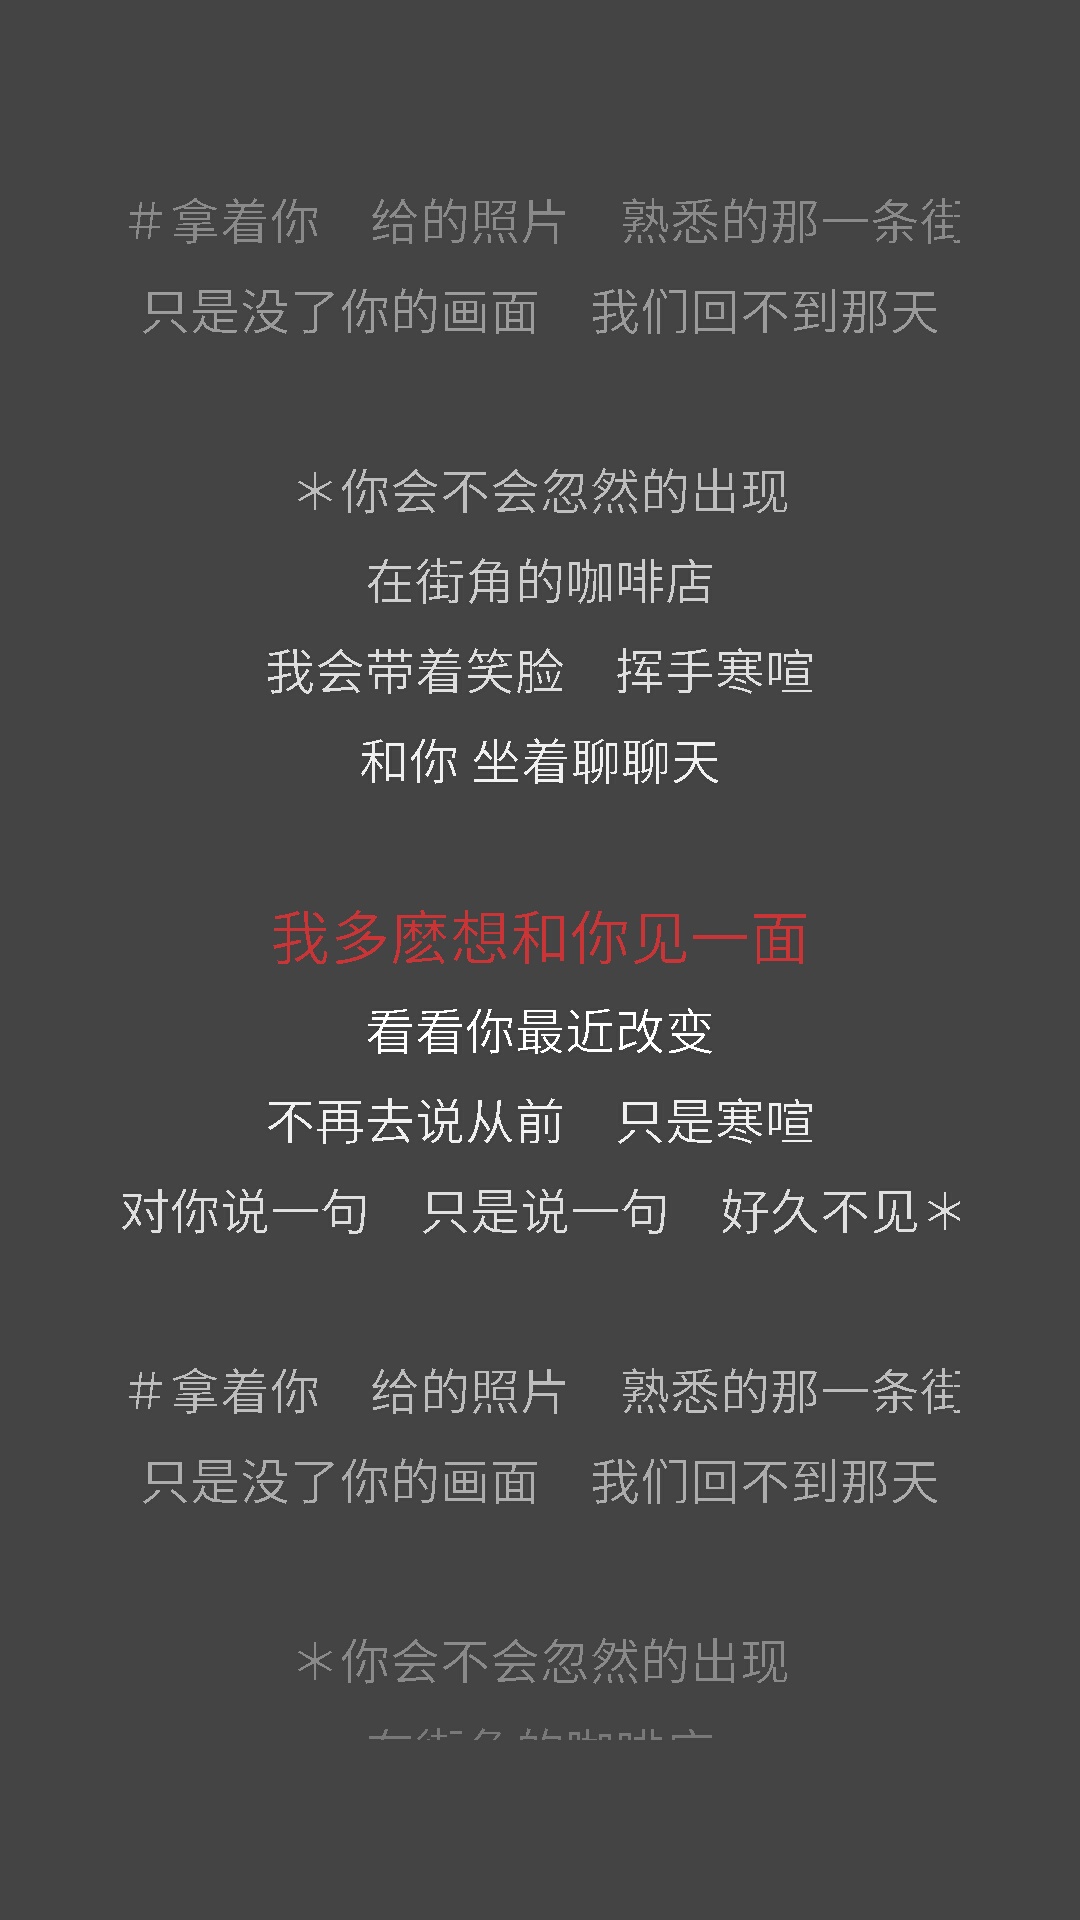 ＃拿着你　给的照片　熟悉的那一条街
只是没了你的画面　我们回不到那天
＊你会不会忽然的出现
在街角的咖啡店
我会带着笑脸　挥手寒喧
和你 坐着聊聊天
我多麽想和你见一面
看看你最近改变
不再去说从前　只是寒喧
对你说一句　只是说一句　好久不见＊
＃拿着你　给的照片　熟悉的那一条街
只是没了你的画面　我们回不到那天
＊你会不会忽然的出现